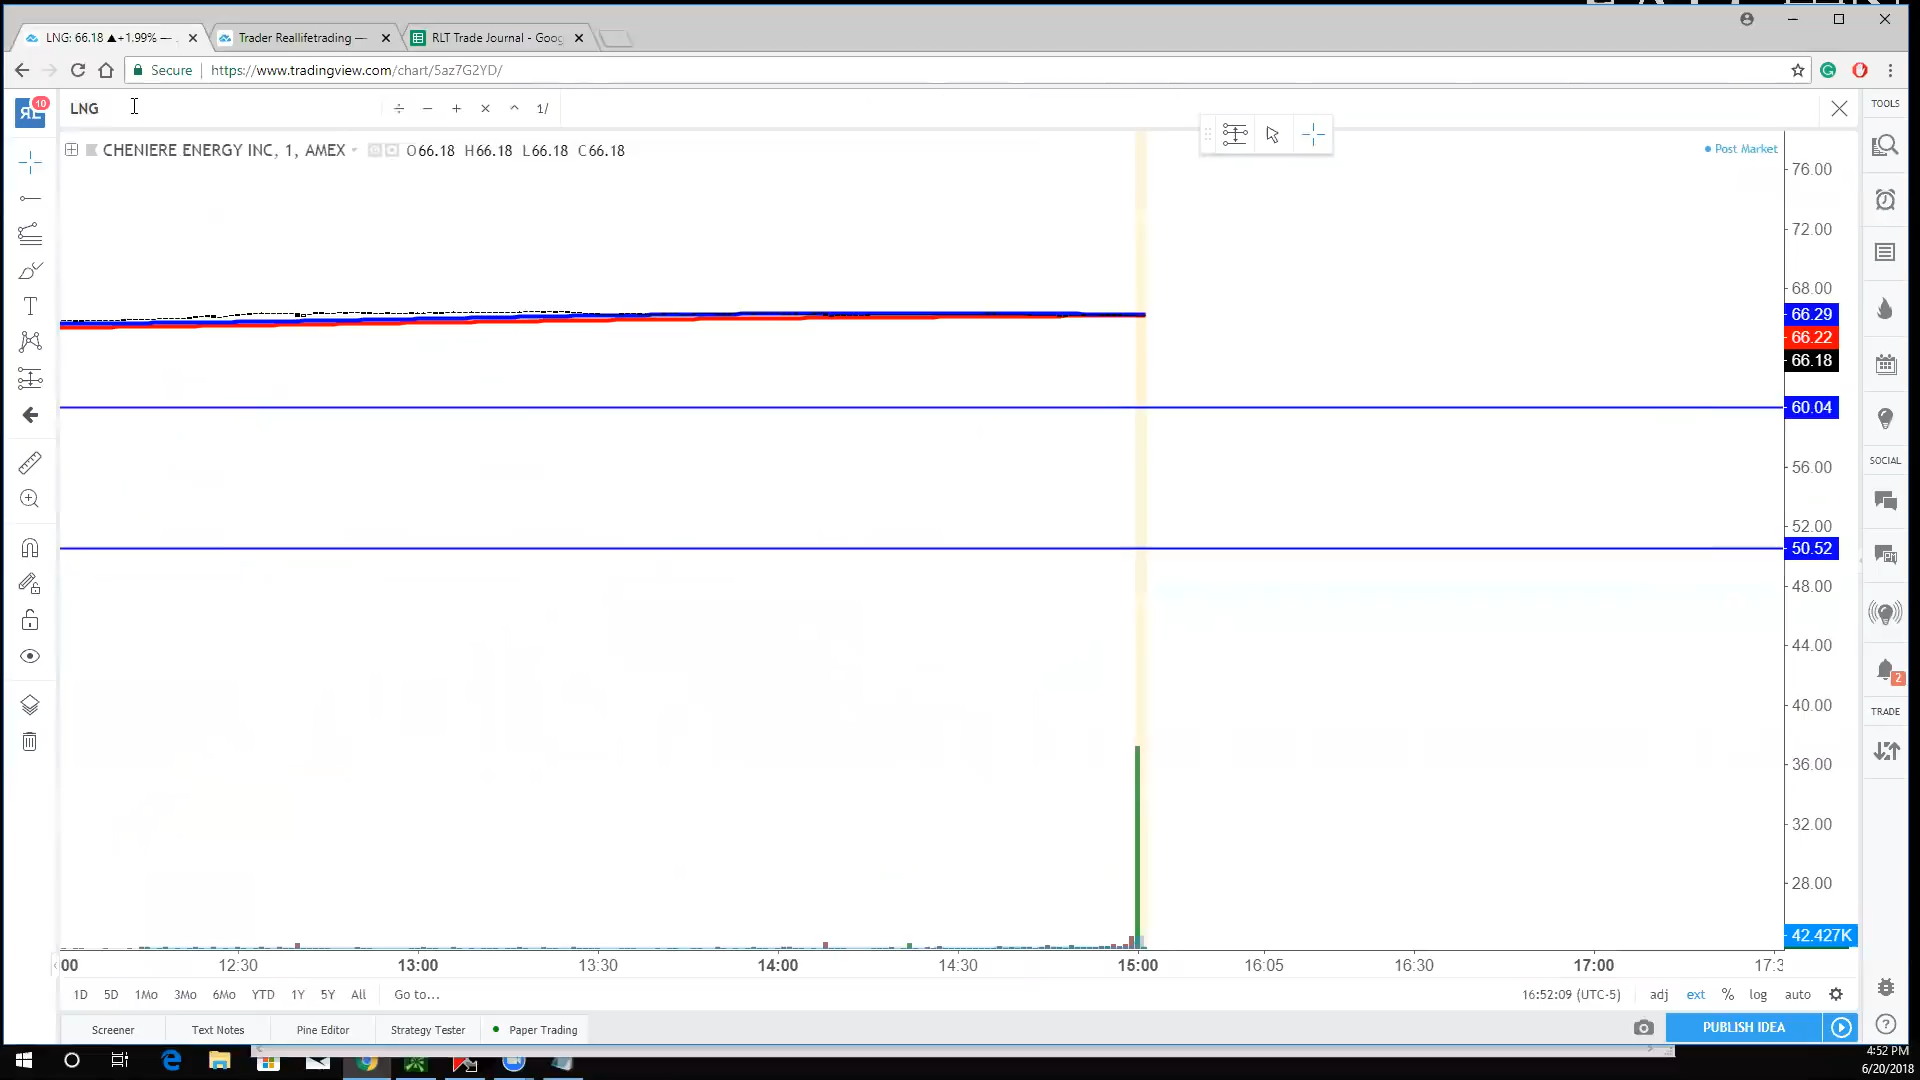 LNG: 66.18 ▲+1.99% —
Trader Reallifetrading —
RLT Trade Journal - Goog
Secure
https://www.tradingview.com/chart/5az7G2YD/
10
LNG
÷ − + × ^ 1/
TOOLS
CHENIERE ENERGY INC, 1, AMEX
O66.18 H66.18 L66.18 C66.18
Post Market
76.00
72.00
68.00
66.29
66.22
66.18
60.04
56.00
SOCIAL
52.00
50.52
48.00
44.00
2
40.00
TRADE
36.00
32.00
28.00
42.427K
:00 12:30 13:00 13:30 14:00 14:30 15:00 16:05 16:30 17:00 17:3
1D 5D 1Mo 3Mo 6Mo YTD 1Y 5Y All Go to...
16:52:09 (UTC-5) adj ext % log auto
Screener Text Notes Pine Editor Strategy Tester Paper Trading
PUBLISH IDEA
4:52 PM
6/20/2018